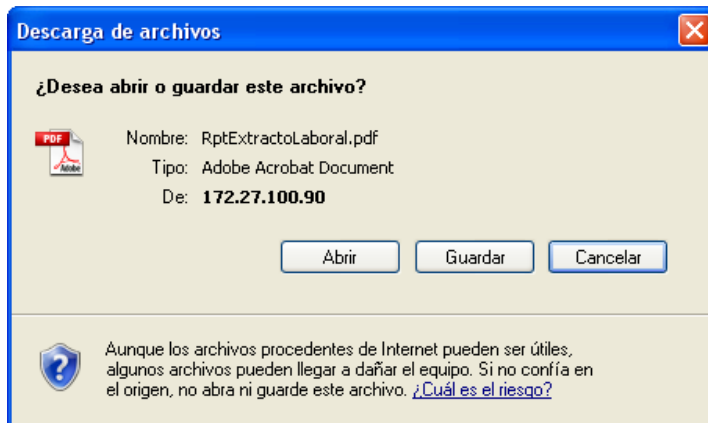 Descarga de archivos
¿Desea abrir o guardar este archivo?
PDF
Adobe
Nombre: RptExtractoLaboral.pdf
Tipo: Adobe Acrobat Document
De: 172.27.100.90
Abrir Guardar Cancelar
Aunque los archivos procedentes de Internet pueden ser útiles,
algunos archivos pueden llegar a dañar el equipo. Si no confía en
el origen, no abra ni guarde este archivo. ¿Cuál es el riesgo?